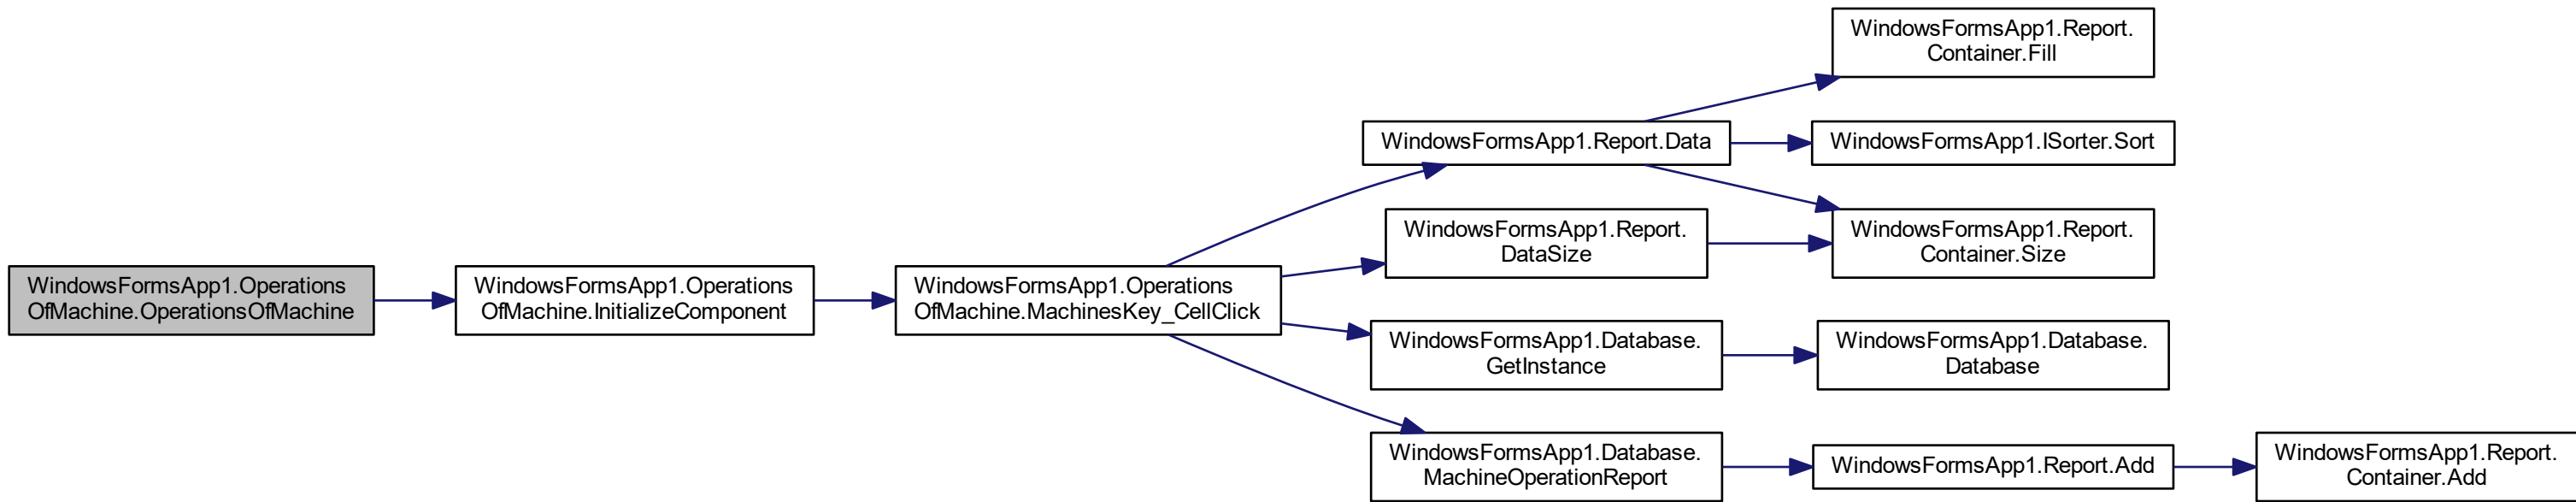 WindowsFormsApp1.Operations
OfMachine.OperationsOfMachine
WindowsFormsApp1.Operations
OfMachine.InitializeComponent
WindowsFormsApp1.Operations
OfMachine.MachinesKey_CellClick
WindowsFormsApp1.Report.Data
WindowsFormsApp1.Report.
Container.Fill
WindowsFormsApp1.ISorter.Sort
WindowsFormsApp1.Report.
Container.Size
WindowsFormsApp1.Report.
DataSize
WindowsFormsApp1.Database.
GetInstance
WindowsFormsApp1.Database.
Database
WindowsFormsApp1.Database.
MachineOperationReport
WindowsFormsApp1.Report.Add
WindowsFormsApp1.Report.
Container.Add